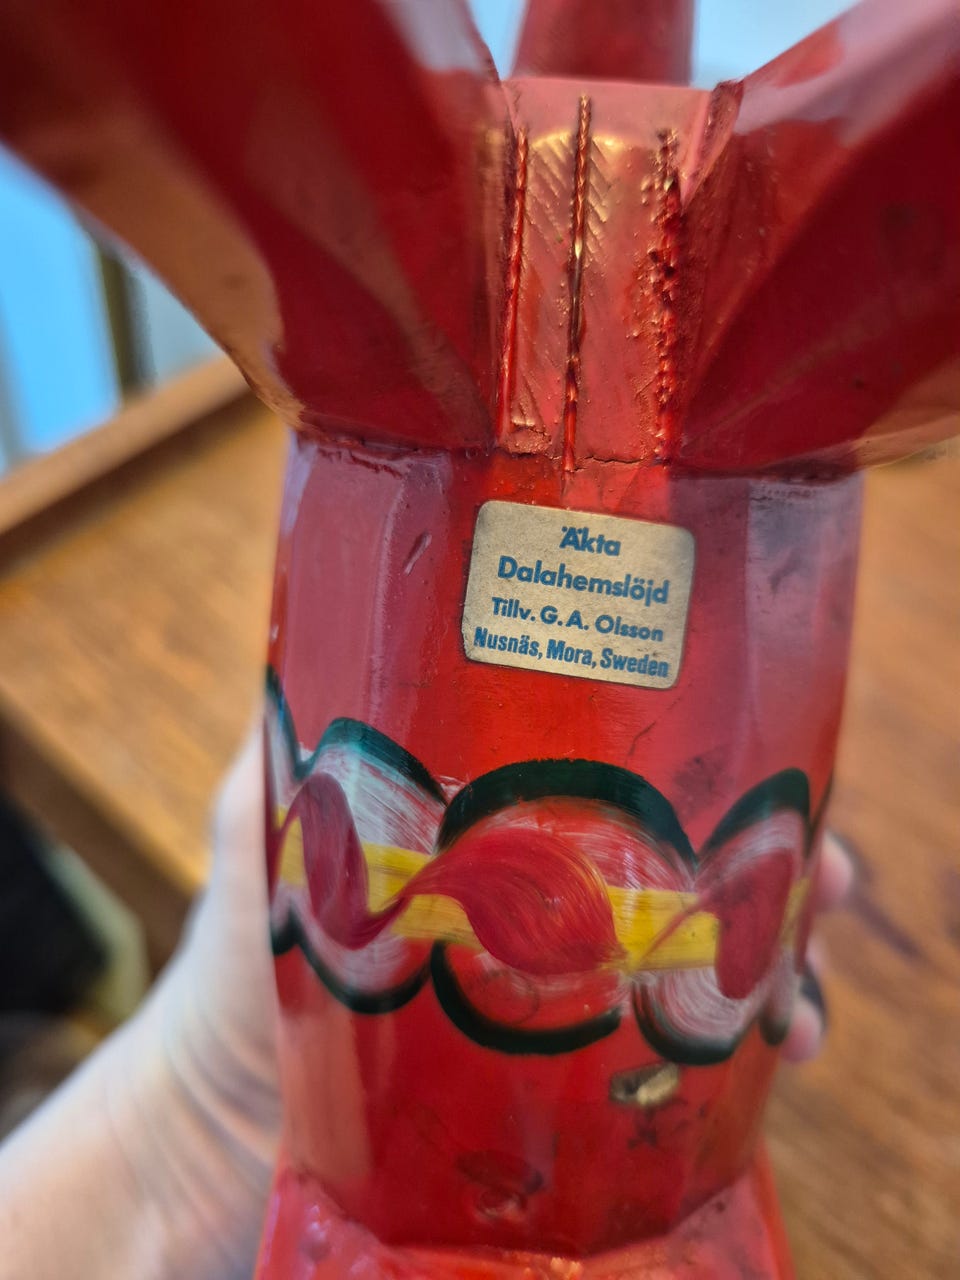 Äkta
Dalahemslöjd
Tillv. G. A. Olsson
Nusnäs, Mora, Sweden